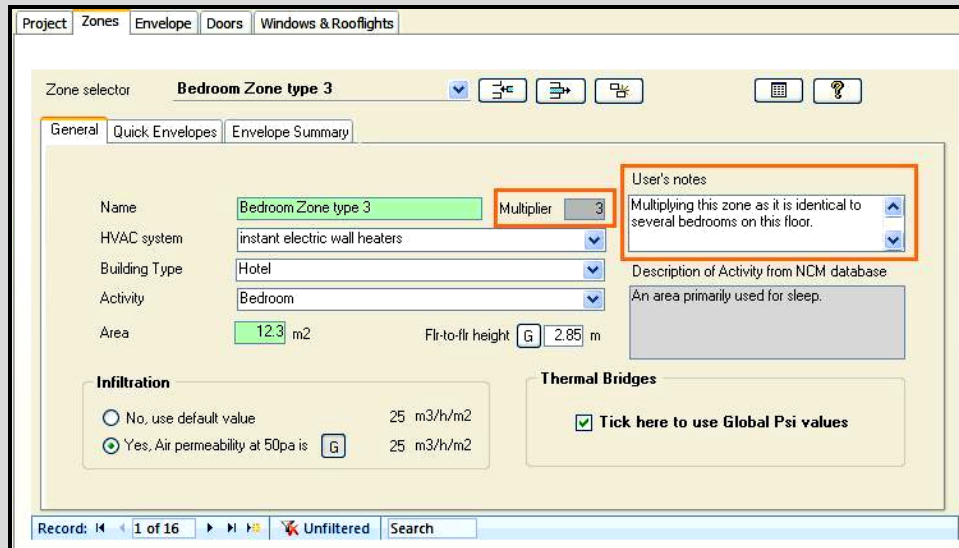 Project Zones Envelope Doors Windows & Rooflights
Zone selector Bedroom Zone type 3
General Quick Envelopes Envelope Summary
User's notes
Name Bedroom Zone type 3 Multiplier 3
Multiplying this zone as it is identical to
several bedrooms on this floor.
HVAC system instant electric wall heaters
Building Type Hotel
Description of Activity from NCM database
Activity Bedroom
An area primarily used for sleep.
Area 12.3 m2 Flr-to-flr height G 2.85 m
Infiltration
Thermal Bridges
No, use default value 25 m3/h/m2
Tick here to use Global Psi values
Yes, Air permeability at 50pa is G 25 m3/h/m2
Record: 1 of 16 Unfiltered Search